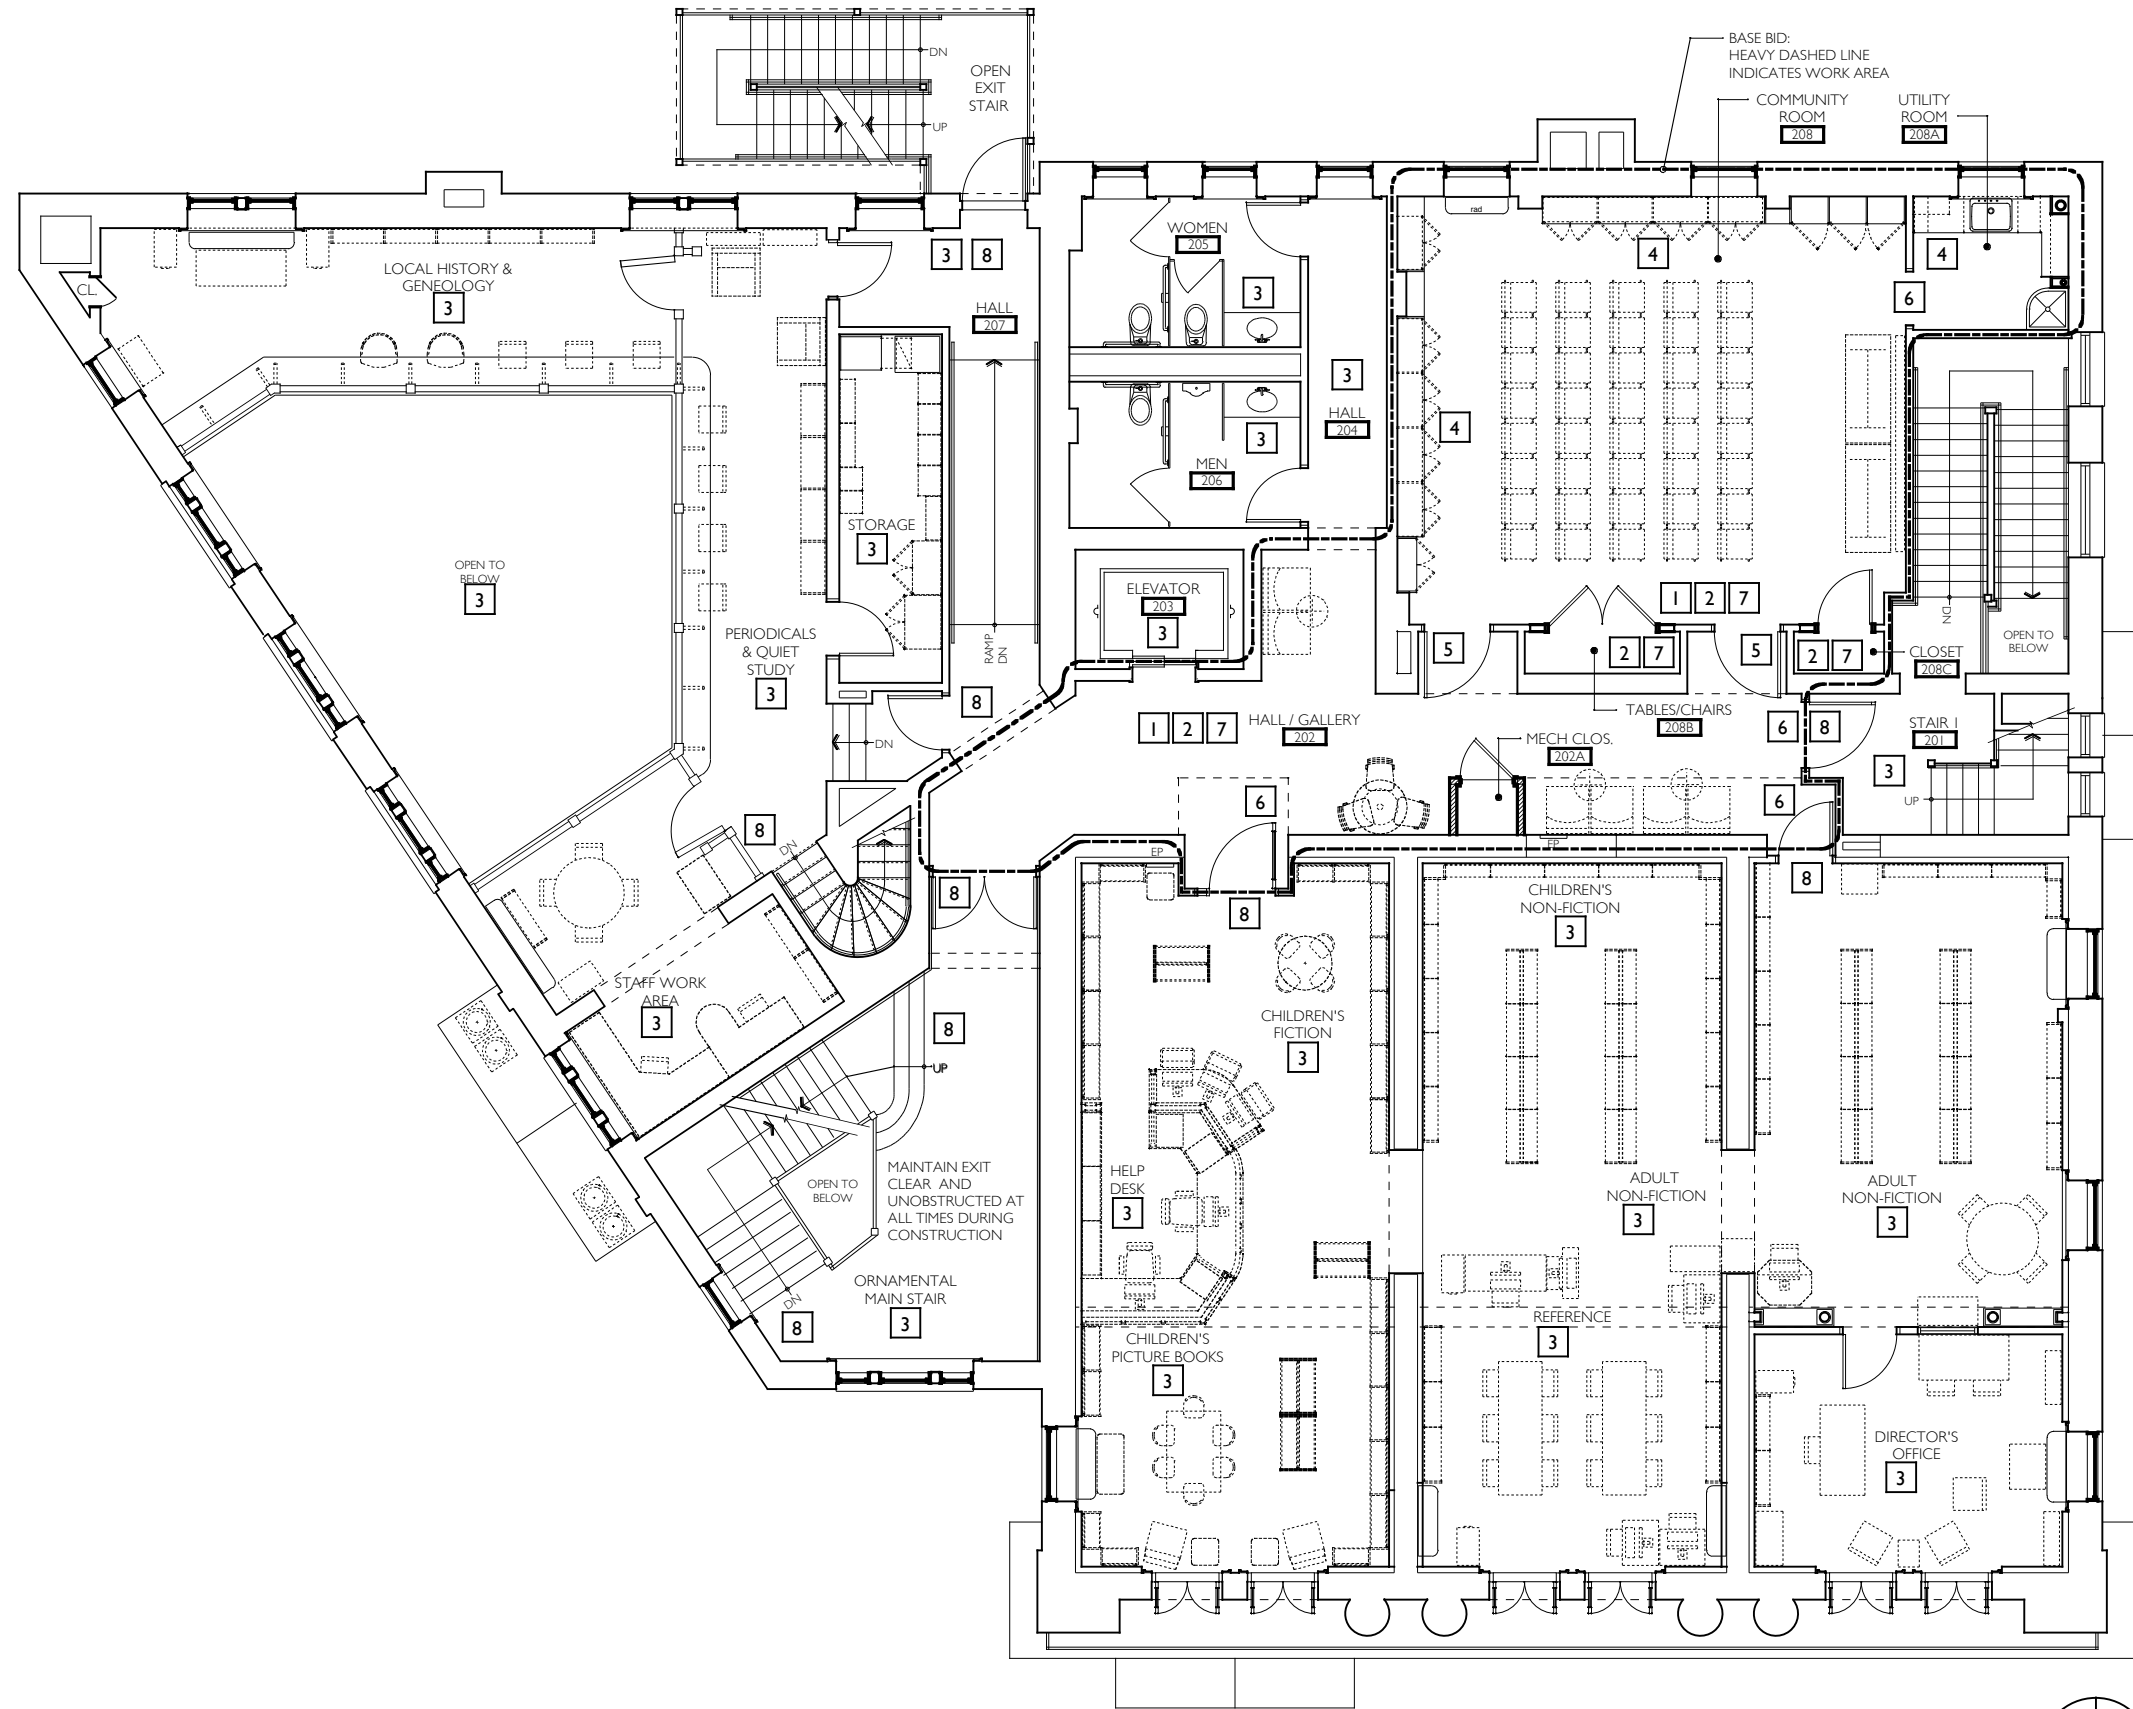 DN
OPEN
EXIT
STAIR
UP
BASE BID:
HEAVY DASHED LINE
INDICATES WORK AREA
COMMUNITY
ROOM
208
UTILITY
ROOM
208A
rad
WOMEN
205
3
3 8
HALL
207
LOCAL HISTORY &
GENEOLOGY
3
CL.
4
4
6
3
HALL
204
4
3
MEN
206
STORAGE
3
OPEN TO
BELOW
3
ELEVATOR
203
3
1 2 7
DN
OPEN TO
BELOW
PERIODICALS
& QUIET
STUDY
3
RAMP
DN
5
2 7
5
2 7
CLOSET
208C
8
1 2 7
HALL / GALLERY
202
TABLES/CHAIRS
208B
6 8
STAIR 1
201
3
DN
MECH CLOS.
202A
UP
6
6
8
DN
EP
EP
8
8
8
CHILDREN'S
NON-FICTION
3
STAFF WORK
AREA
3
8
UP
CHILDREN'S
FICTION
3
MAINTAIN EXIT
CLEAR AND
UNOBSTRUCTED AT
ALL TIMES DURING
CONSTRUCTION
OPEN TO
BELOW
HELP
DESK
3
ADULT
NON-FICTION
3
ADULT
NON-FICTION
3
ORNAMENTAL
MAIN STAIR
3
DN
8
CHILDREN'S
PICTURE BOOKS
3
REFERENCE
3
DIRECTOR'S
OFFICE
3